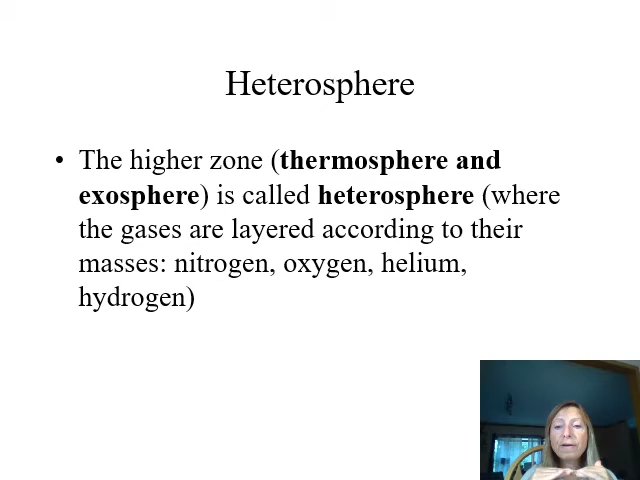 Heterosphere
• The higher zone (thermosphere and
exosphere) is called heterosphere (where
the gases are layered according to their
masses: nitrogen, oxygen, helium,
hydrogen)